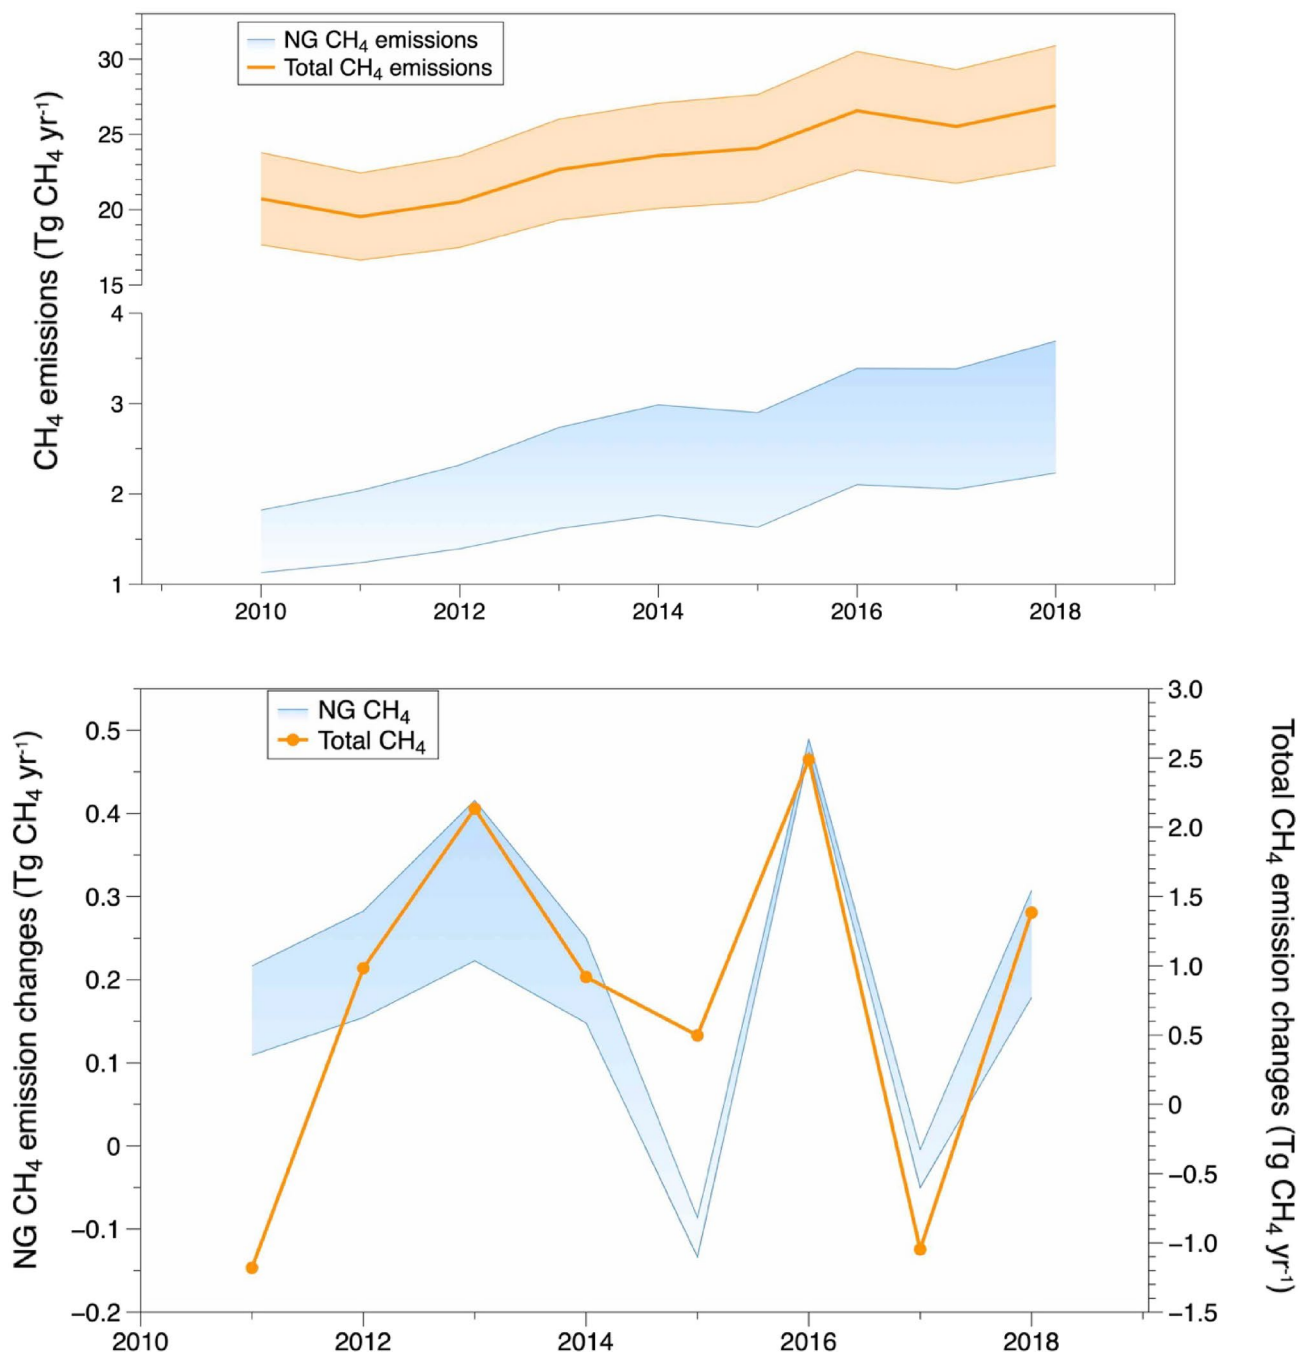 NG CH4 emissions
Total CH4 emissions
CH4 emissions (Tg CH4 yr-1)
30
25
20
15
4
3
2
1
2010 2012 2014 2016 2018
NG CH4
Total CH4
NG CH4 emission changes (Tg CH4 yr-1)
0.5
0.4
0.3
0.2
0.1
0
−0.1
−0.2
3.0
2.5
2.0
1.5
1.0
0.5
0
−0.5
−1.0
−1.5
Totoal CH4 emission changes (Tg CH4 yr-1)
2010 2012 2014 2016 2018